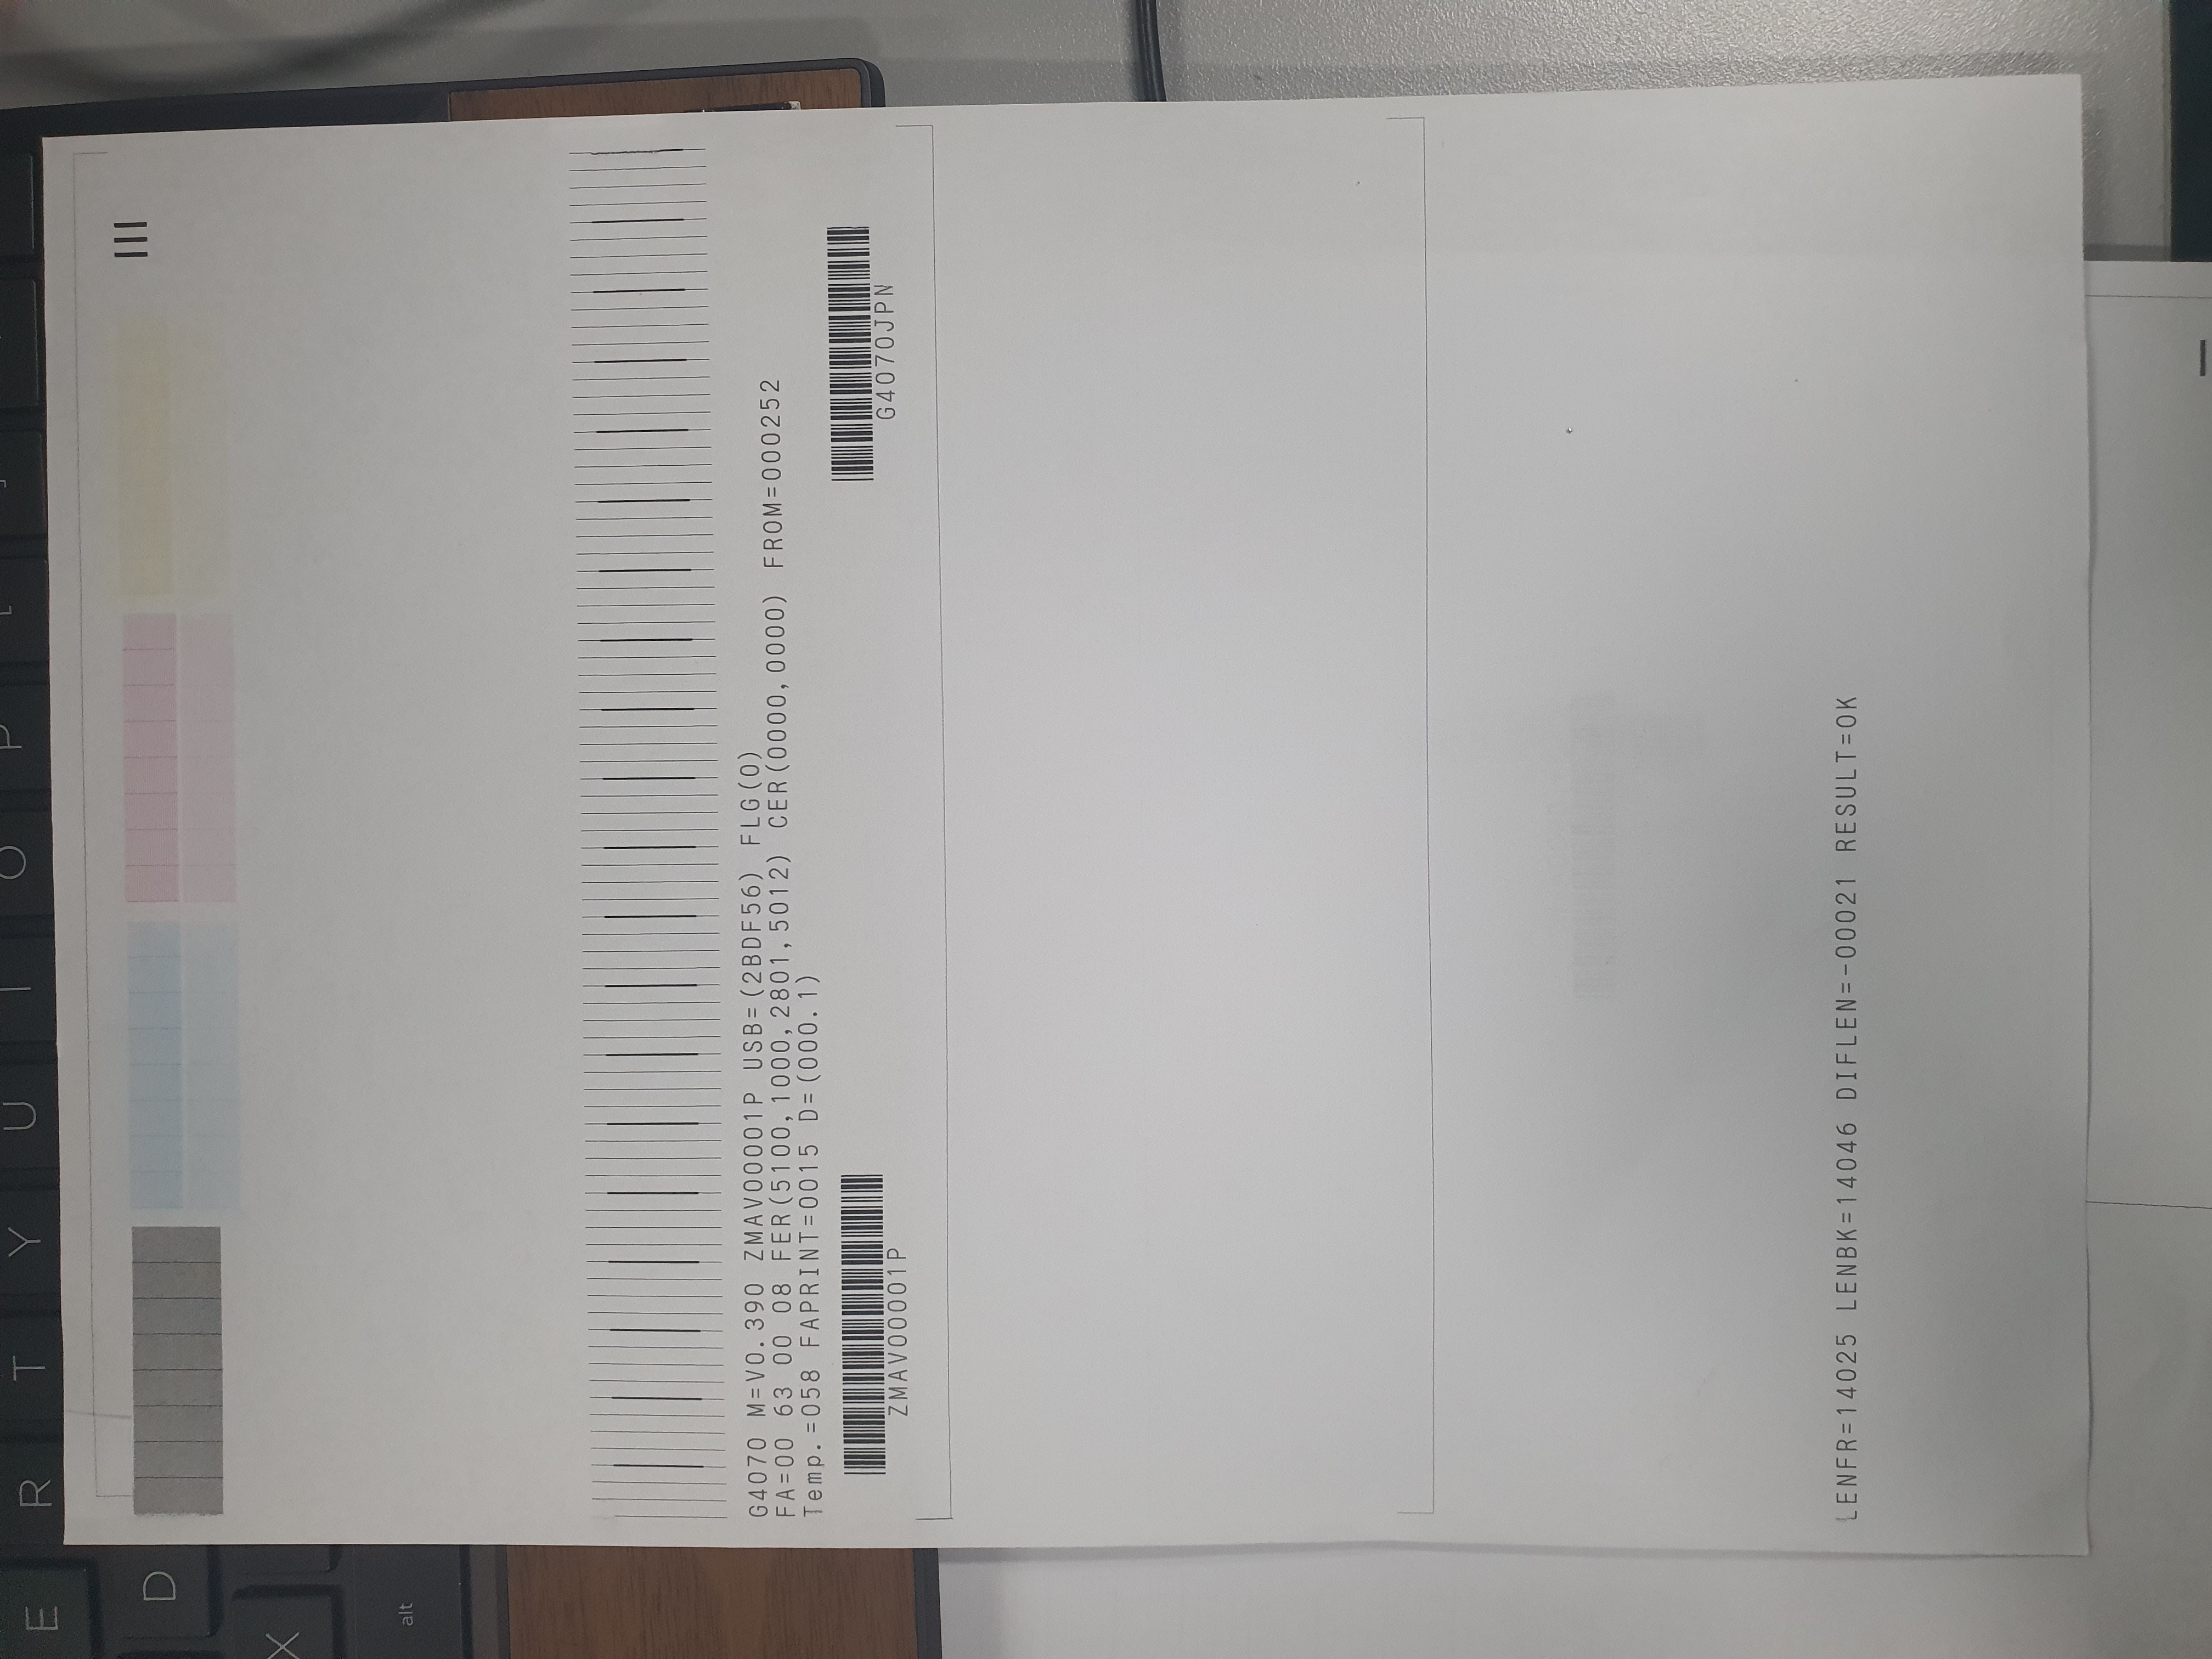 E R T Y U I O P [ ]
D
X
alt
G4070 M=V0.390 ZMAV00001P USB=(2BDF56) FLG(0)
FA=00 63 00 08 FER(5100,1000,2801,5012) CER(0000,0000) FROM=000252
Temp.=058 FAPRINT=0015 D=(000.1)
ZMAV00001P
G4070JPN
LENFR=14025 LENBK=14046 DIFLEN=-00021 RESULT=OK